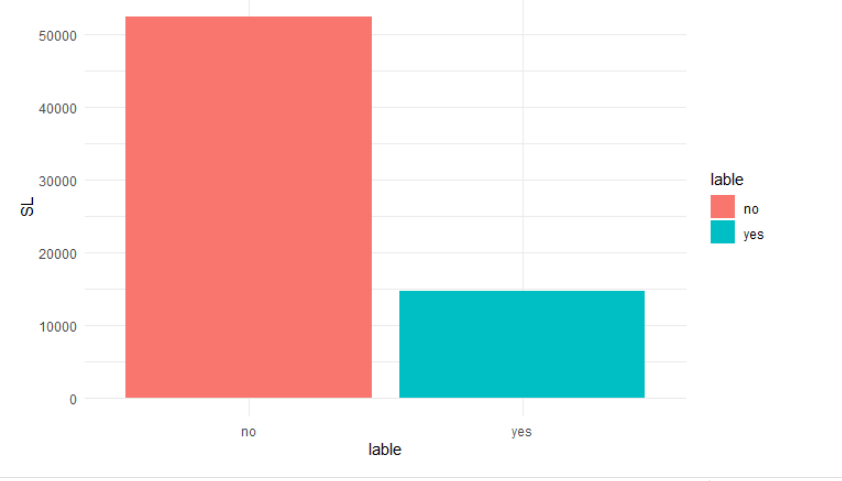 50000
40000
30000
20000
10000
0
SL
no
yes
lable
lable
no
yes